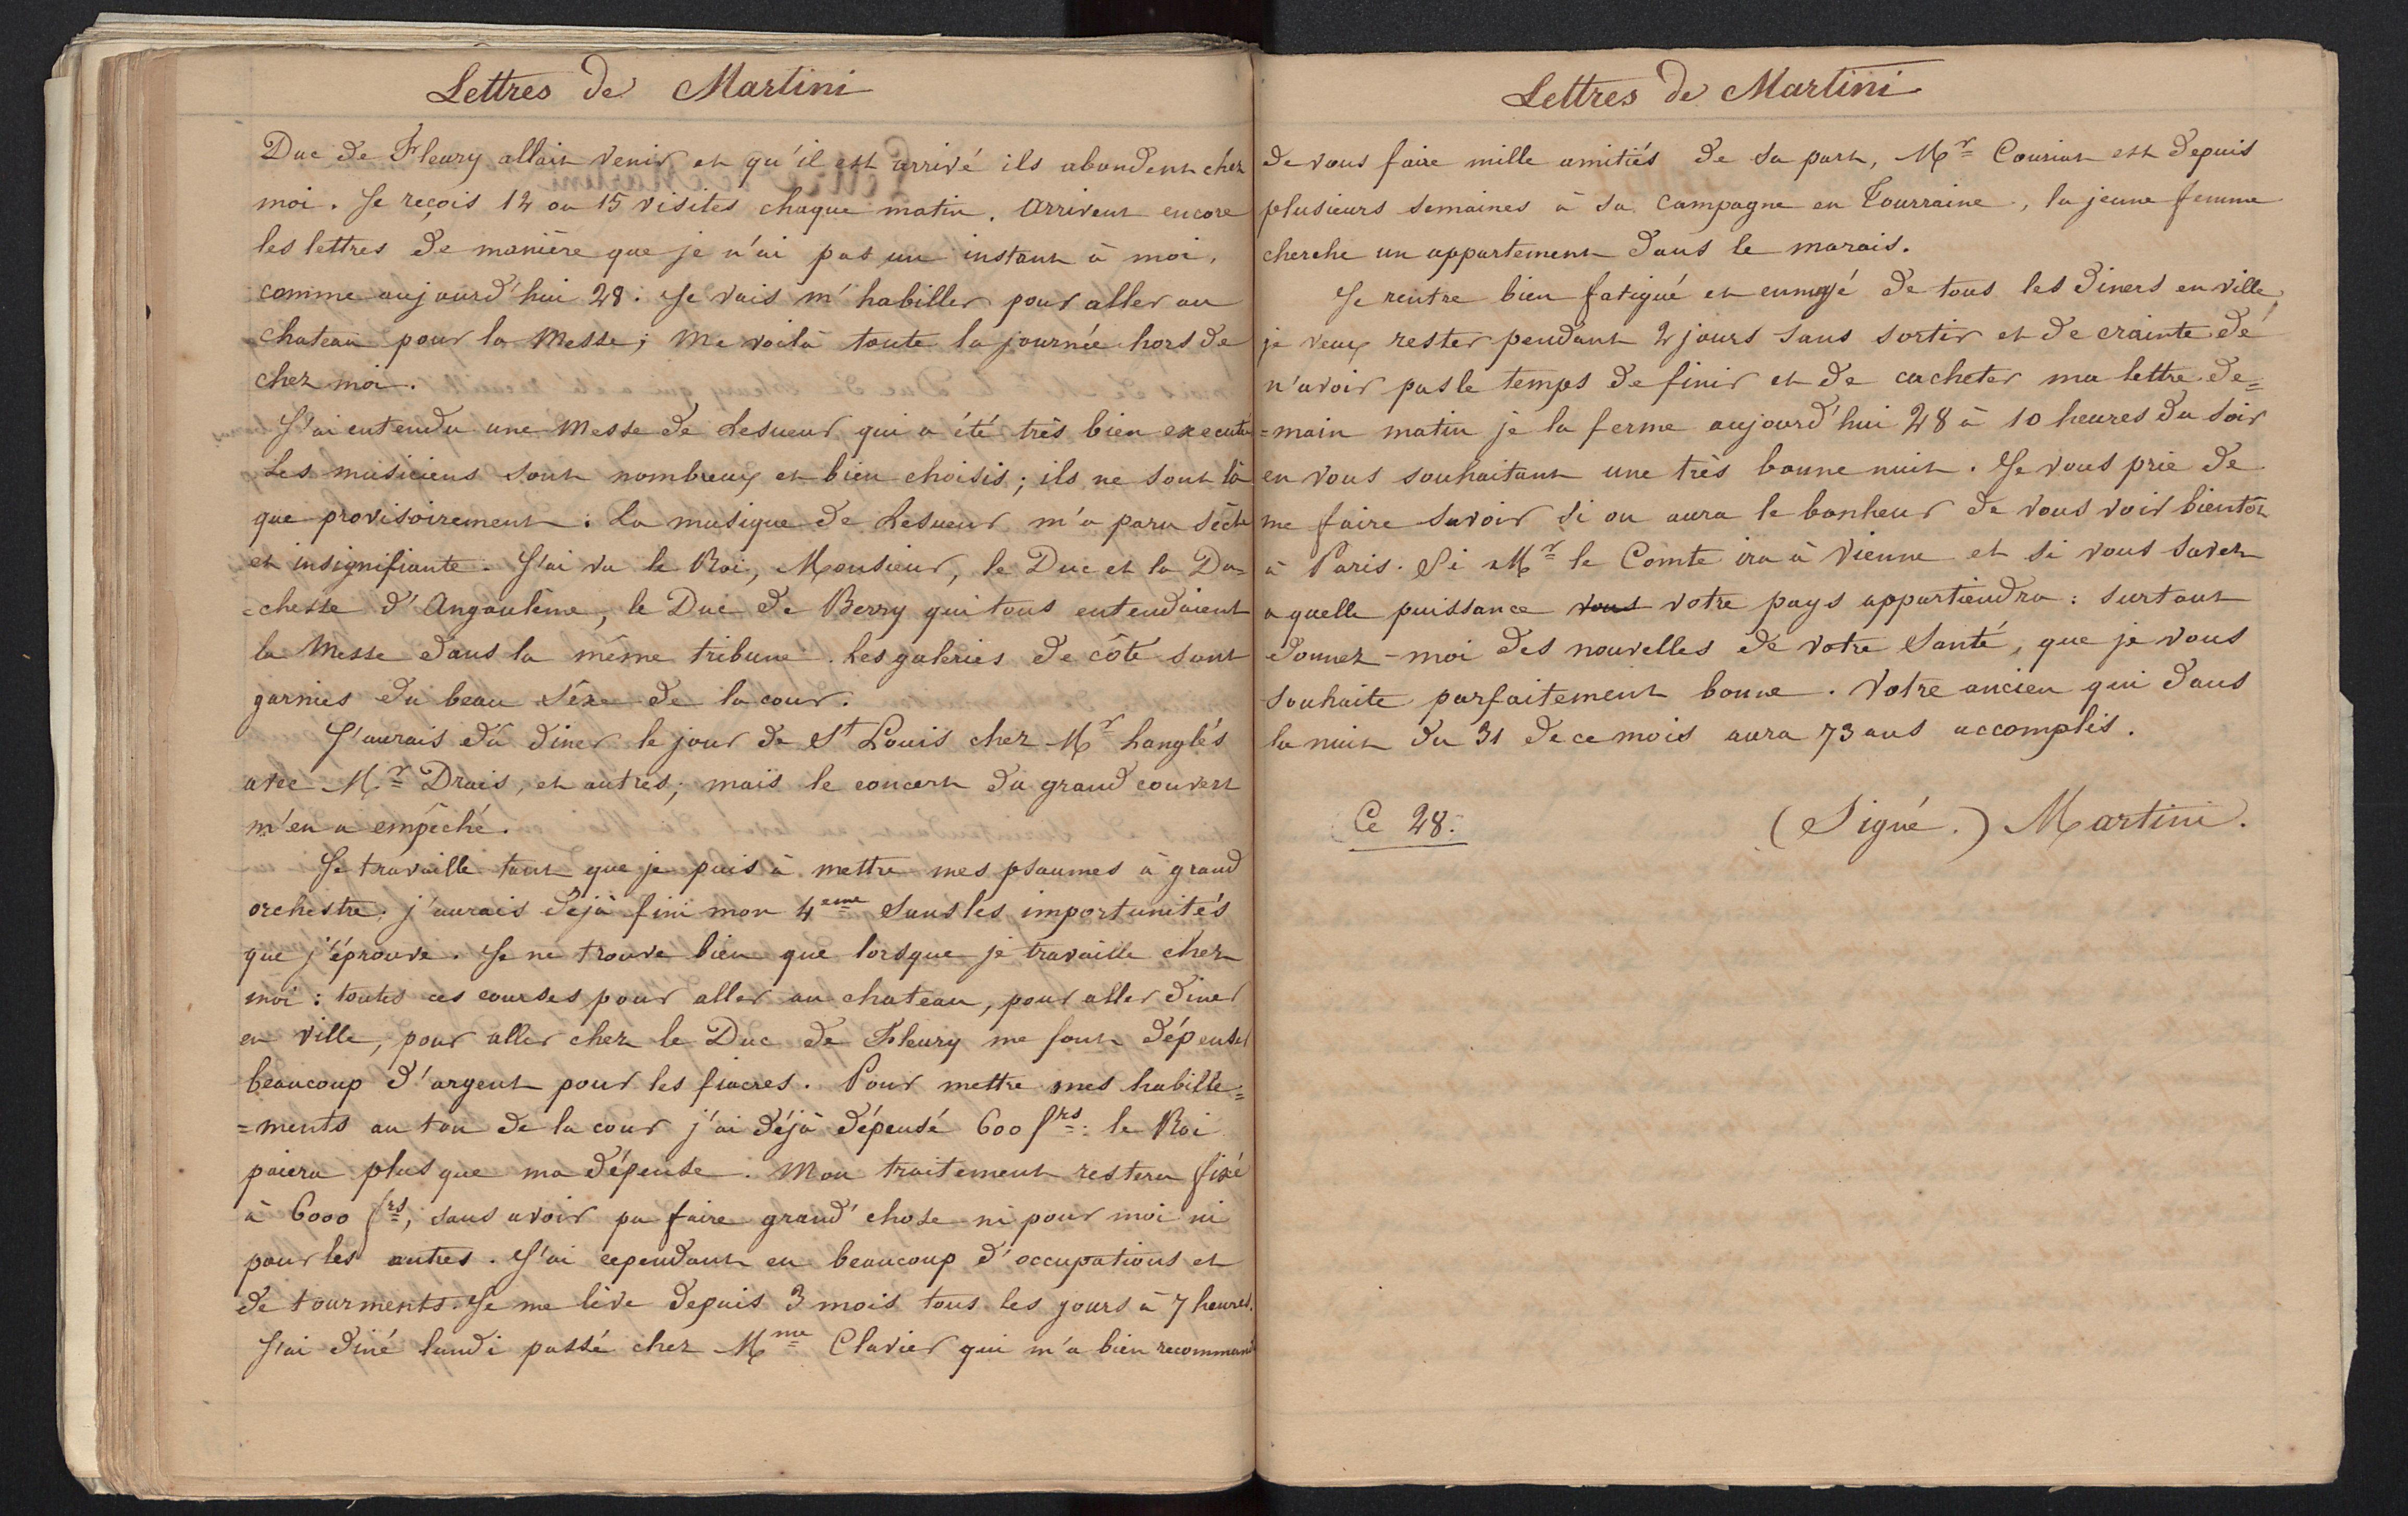 Lettres de Martini
Duc de Fleury allait venir et qu'il est arrivé ils abondent chez
moi. Je reçois 12 ou 15 visites chaque matin. Arrivent encore
les lettres de manière que je n'ai pas un instant à moi,
comme aujourd'hui 28. Je vais m'habiller pour aller au
chateau pour la Messe; Me voilà toute la journée hors de
chez moi.
J'ai entendu une Messe de Lesueur qui a été très bien executé
Les musiciens sont nombreux et bien choisis; ils ne sont là
que provisoirement: La musique de Lesueur m'a paru sèche
et insignifiante. J'ai vu le Roi, Monsieur, le Duc et la Du=
=chesse d'Angoulême, le Duc de Berry qui tous entendaient
la Messe dans la même tribune. Les galeries de côté sont
garnies du beau sèxe de la cour.
J'aurais dû diner le jour de St Louis chez Mr Langlés
avec Mr Drais, et autres; mais le concert du grand couvert
m'en a empêché.
Je travaille tant que je puis à mettre mes psaumes à grand
orchestre. j'aurais déjà fini mon 4eme sans les importunités
que j'éprouve. Je ne trouve bien que lorsque je travaille chez
moi: toutes ces courses pour aller au chateau, pour aller diner
en ville, pour aller chez le Duc de Fleury me font dépenser
beaucoup d'argent pour les fiacres. Pour mettre mes habille=
=ments au ton de la cour j'ai déjà dépensé 600 frs: le Roi
paiera plus que ma dépense. Mon traitement restera fixé
à 6000 frs, sans avoir pu faire grand'chose ni pour moi ni
pour les autres. J'ai cependant eu beaucoup d'occupations et
de tourments. Je me lève depuis 3 mois tous les jours à 7 heures.
J'ai diné lundi passé chez Mme Clavier qui m'a bien recommandé
Lettres de Martini
de vous faire mille amitiés de sa part, Mr Couriat est depuis
plusieurs semaines à sa campagne en Tourraine, la jeune femme
cherche un appartement dans le marais.
Je rentre bien fatigué et ennuyé de tous les diners en ville,
je veux rester pendant 2 jours sans sortir et de crainte de
n'avoir pas le temps de finir et de cacheter ma lettre de=
=main matin je la ferme aujourd'hui 28 à 10 heures du soir
en vous souhaitant une très bonne nuit. Je vous prie de
me faire savoir si on aura le bonheur de vous voir bientôt
à Paris. Si Mr le Comte ira à Vienne et si vous savez
a quelle puissance vous votre pays appartiendra: surtout
donnez-moi des nouvelles de votre santé, que je vous
souhaite parfaitement bonne. Votre ancien qui dans
la nuit du 31 de ce mois aura 73 ans accomplis.
Ce 28. (Signé.) Martini.